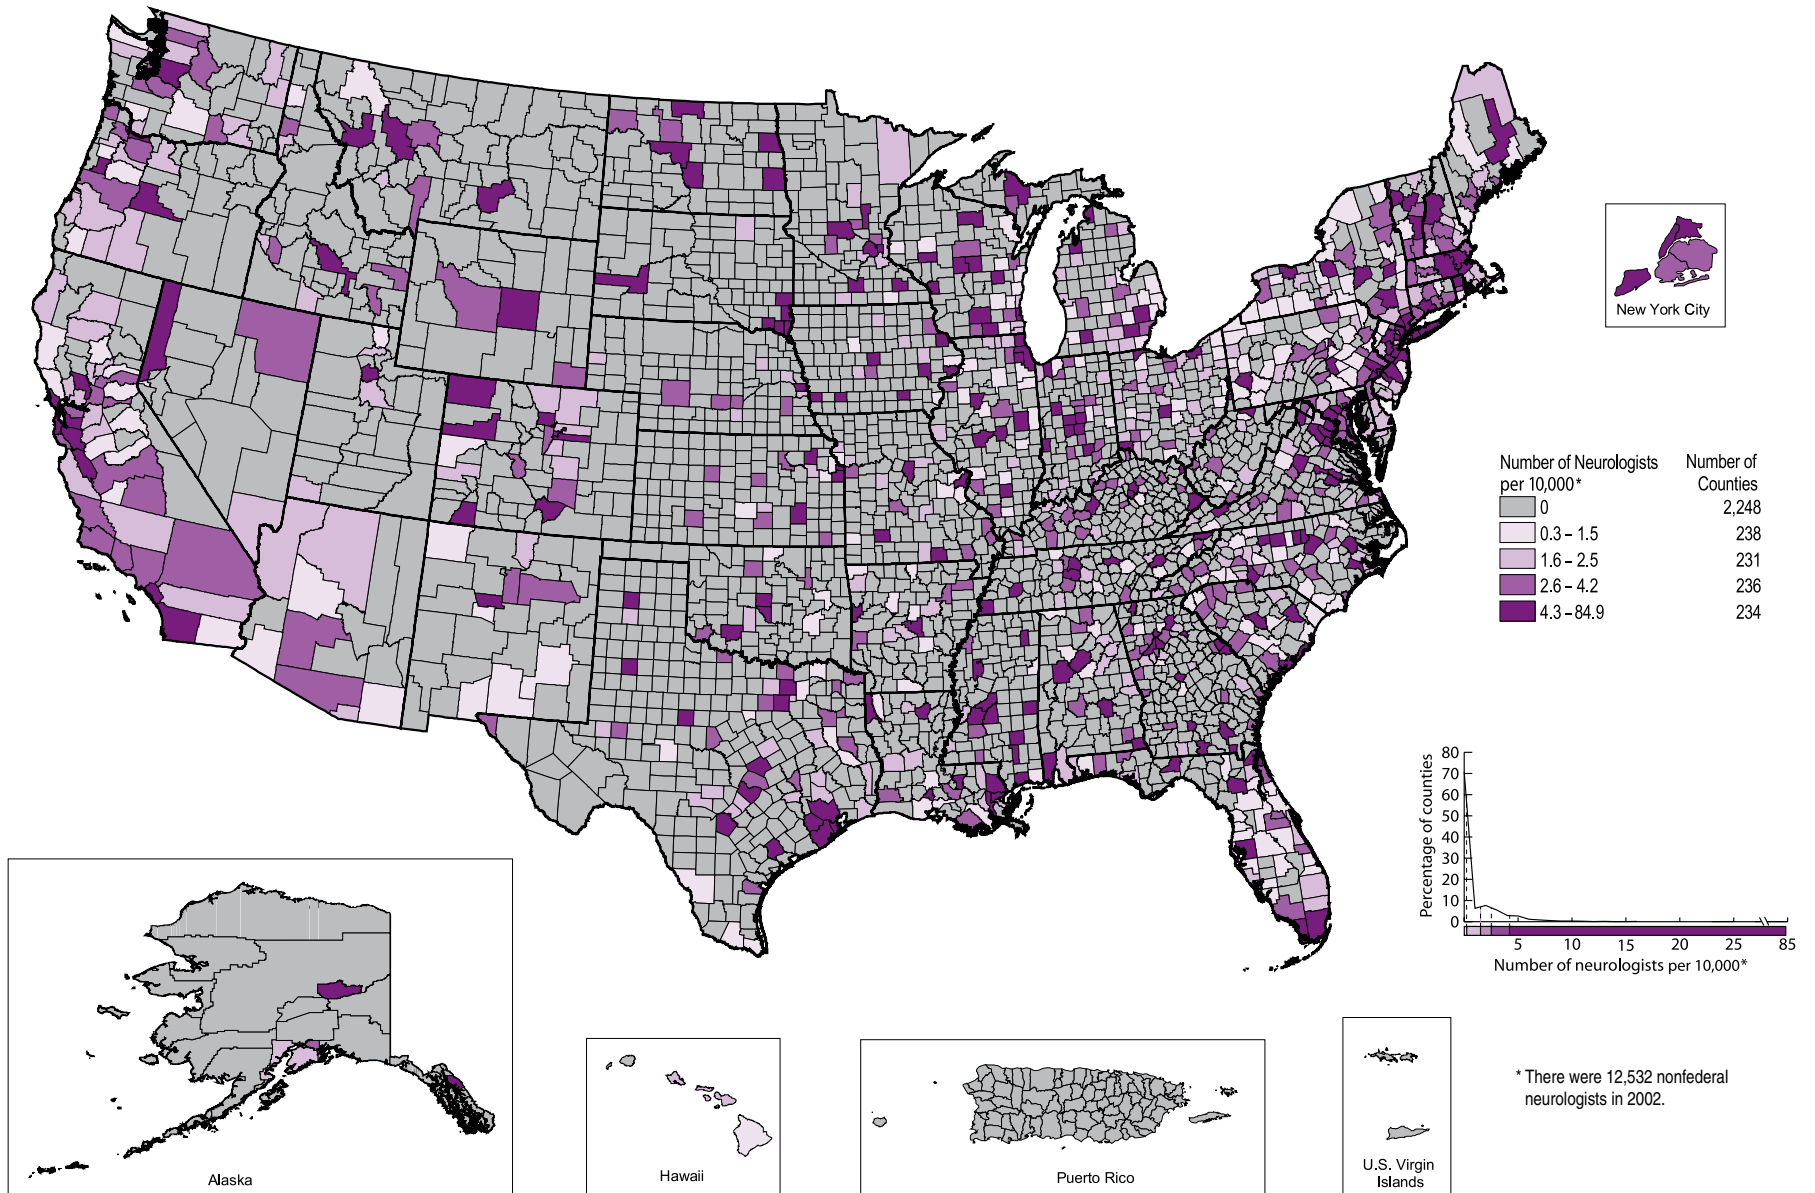 New York City
Number of Neurologists
per 10,000*
Number of
Counties
0 2,248
0.3 – 1.5 238
1.6 – 2.5 231
2.6 – 4.2 236
4.3 – 84.9 234
Percentage of counties
80
70
60
50
40
30
20
10
0
5 10 15 20 25 85
Number of neurologists per 10,000*
* There were 12,532 nonfederal
neurologists in 2002.
Alaska
Hawaii
Puerto Rico
U.S. Virgin
Islands